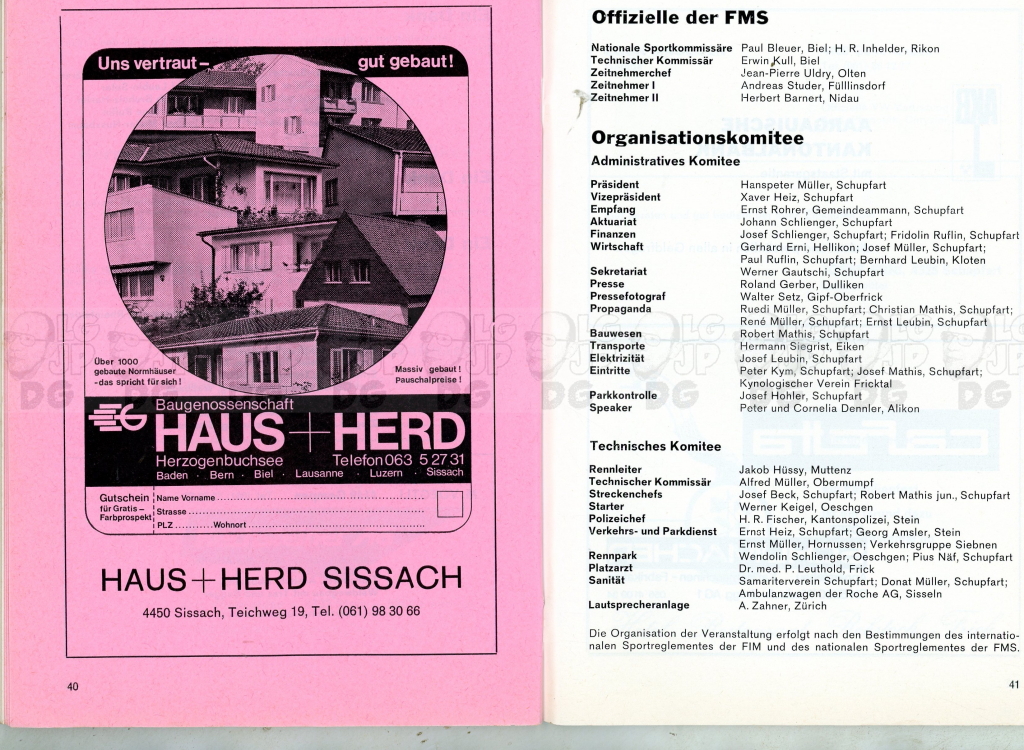 Uns vertraut– gut gebaut!
Über 1000
gebaute Normhäuser
-das spricht für sich!
Massiv gebaut!
Pauschalpreise!
Baugenossenschaft
HAUS+HERD
Herzogenbuchsee Telefon 063 5 27 31
Baden · Bern · Biel · Lausanne · Luzern · Sissach
Gutschein
für Gratis–
Farbprospekt
Name Vorname
Strasse
PLZ Wohnort
HAUS+HERD SISSACH
4450 Sissach, Teichweg 19, Tel. (061) 98 30 66
40
Offizielle der FMS
Nationale Sportkommissäre Paul Bleuer, Biel; H. R. Inhelder, Rikon
Technischer Kommissär Erwin Kull, Biel
Zeitnehmerchef Jean-Pierre Uldry, Olten
Zeitnehmer I Andreas Studer, Fülllinsdorf
Zeitnehmer II Herbert Barnert, Nidau
Organisationskomitee
Administratives Komitee
Präsident Hanspeter Müller, Schupfart
Vizepräsident Xaver Heiz, Schupfart
Empfang Ernst Rohrer, Gemeindeammann, Schupfart
Aktuariat Johann Schlienger, Schupfart
Finanzen Josef Schlienger, Schupfart; Fridolin Ruflin, Schupfart
Wirtschaft Gerhard Erni, Hellikon; Josef Müller, Schupfart;
Paul Ruflin, Schupfart; Bernhard Leubin, Kloten
Sekretariat Werner Gautschi, Schupfart
Presse Roland Gerber, Dulliken
Pressefotograf Walter Setz, Gipf-Oberfrick
Propaganda Ruedi Müller, Schupfart; Christian Mathis, Schupfart;
René Müller, Schupfart; Ernst Leubin, Schupfart
Bauwesen Robert Mathis, Schupfart
Transporte Hermann Siegrist, Eiken
Elektrizität Josef Leubin, Schupfart
Eintritte Peter Kym, Schupfart; Josef Mathis, Schupfart;
Kynologischer Verein Fricktal
Parkkontrolle Josef Hohler, Schupfart
Speaker Peter und Cornelia Dennler, Alikon
Technisches Komitee
Rennleiter Jakob Hüssy, Muttenz
Technischer Kommissär Alfred Müller, Obermumpf
Streckenchefs Josef Beck, Schupfart; Robert Mathis jun., Schupfart
Starter Werner Keigel, Oeschgen
Polizeichef H. R. Fischer, Kantonspolizei, Stein
Verkehrs- und Parkdienst Ernst Heiz, Schupfart; Georg Amsler, Stein
Ernst Müller, Hornussen; Verkehrsgruppe Siebnen
Rennpark Wendolin Schlienger, Oeschgen; Pius Näf, Schupfart
Platzarzt Dr. med. P. Leuthold, Frick
Sanität Samariterverein Schupfart; Donat Müller, Schupfart;
Ambulanzwagen der Roche AG, Sisseln
Lautsprecheranlage A. Zahner, Zürich
Die Organisation der Veranstaltung erfolgt nach den Bestimmungen des internatio-
nalen Sportreglementes der FIM und des nationalen Sportreglementes der FMS.
41